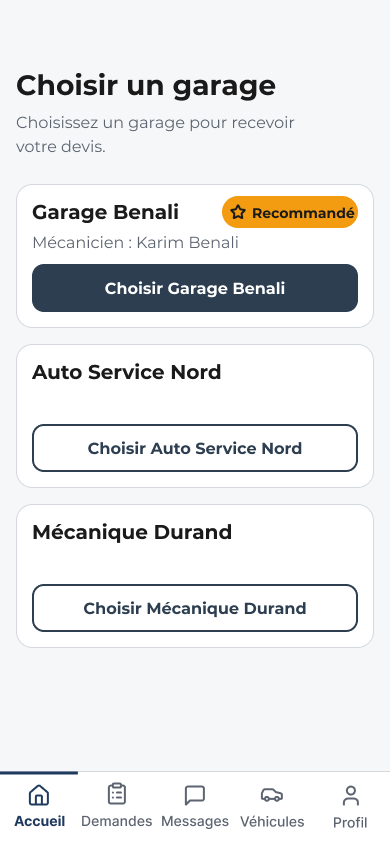 Choisir un garage
Choisissez un garage pour recevoir
votre devis.
Garage Benali
Recommandé
Mécanicien : Karim Benali
Choisir Garage Benali
Auto Service Nord
Choisir Auto Service Nord
Mécanique Durand
Choisir Mécanique Durand
Accueil
Demandes
Messages
Véhicules
Profil